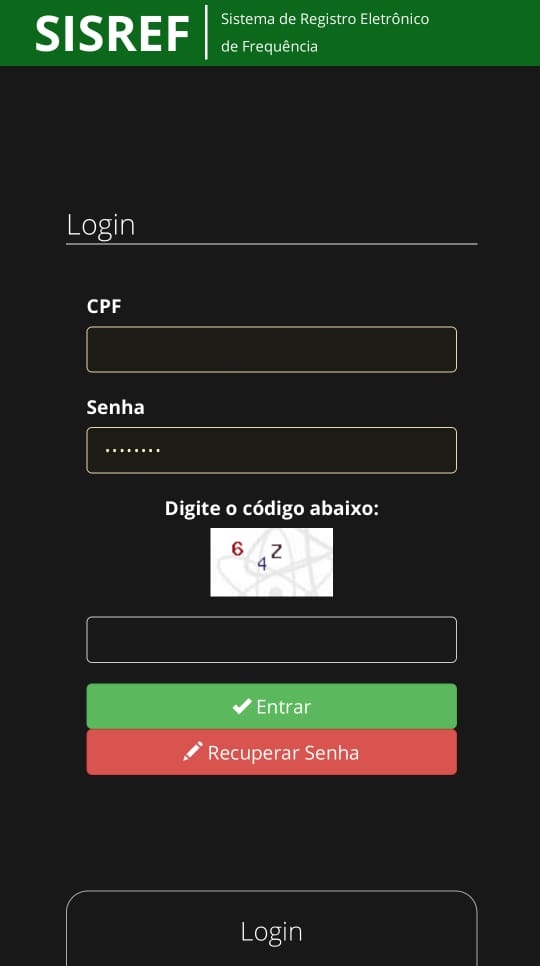 SISREF
Sistema de Registro Eletrônico
de Frequência
Login
CPF
Senha
Digite o código abaixo:
6 4 Z
Entrar
Recuperar Senha
Login